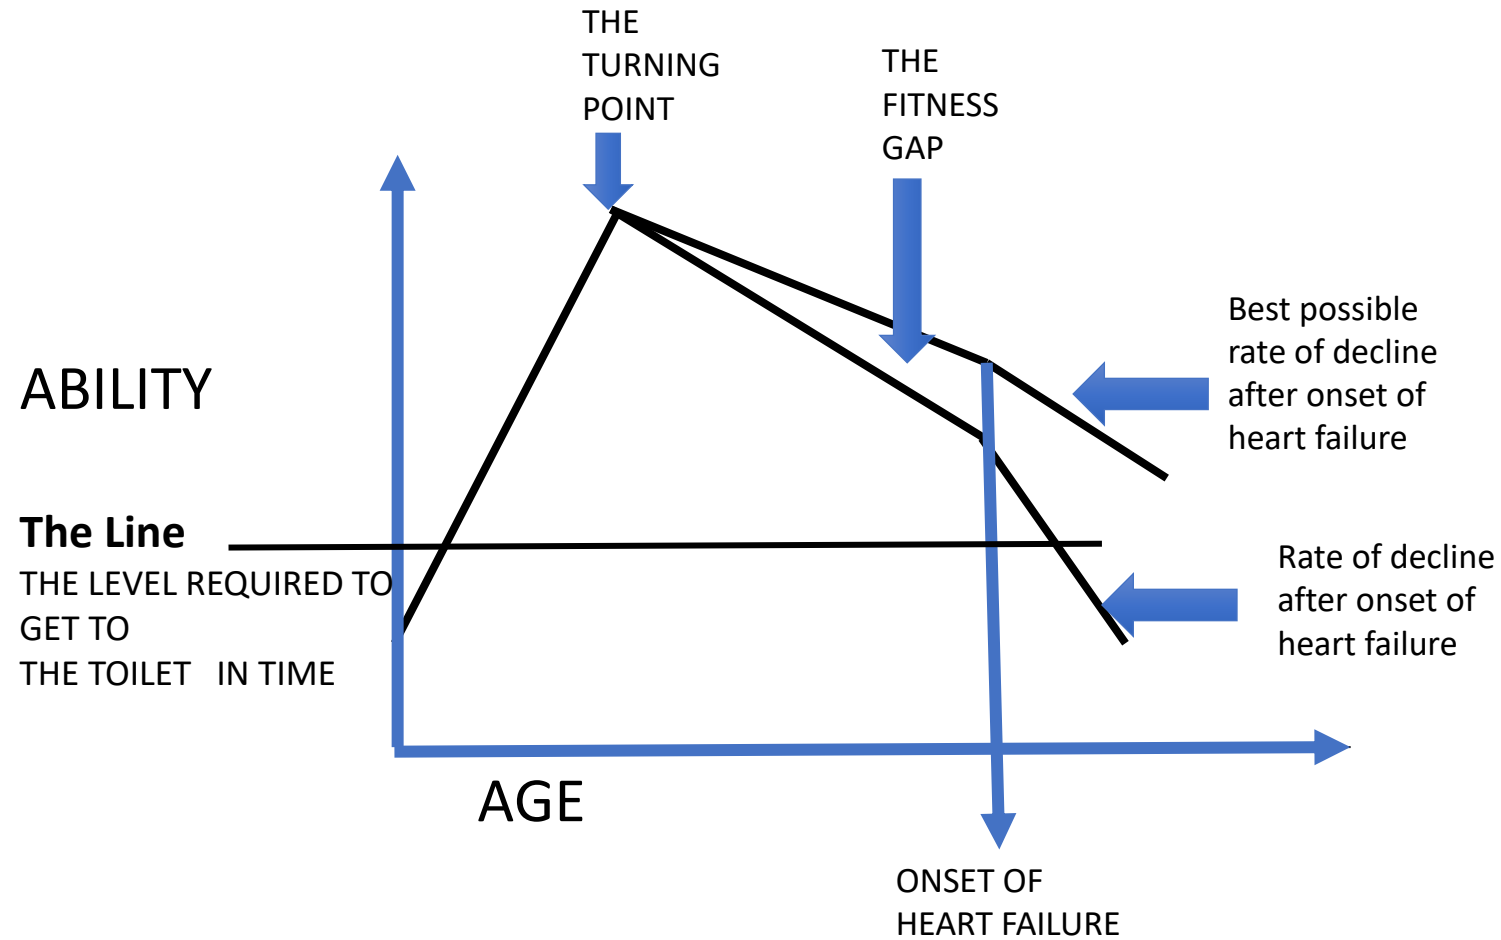 THE
TURNING
POINT
THE
FITNESS
GAP
Best possible
rate of decline
after onset of
heart failure
ABILITY
The Line
THE LEVEL REQUIRED TO
GET TO
THE TOILET   IN TIME
Rate of decline
after onset of
heart failure
AGE
ONSET OF
HEART FAILURE